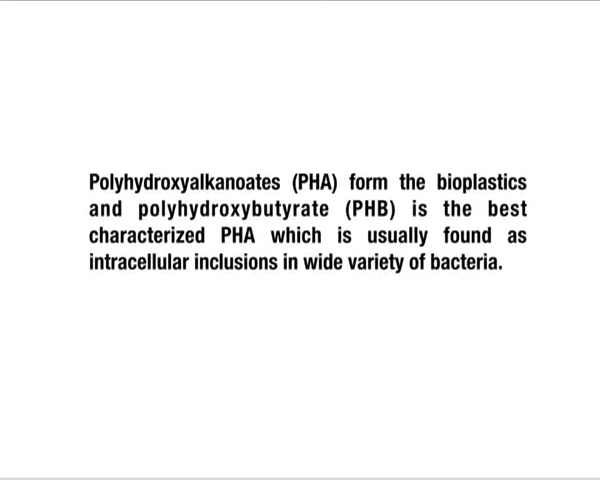 Polyhydroxyalkanoates (PHA) form the bioplastics
and polyhydroxybutyrate (PHB) is the best
characterized PHA which is usually found as
intracellular inclusions in wide variety of bacteria.